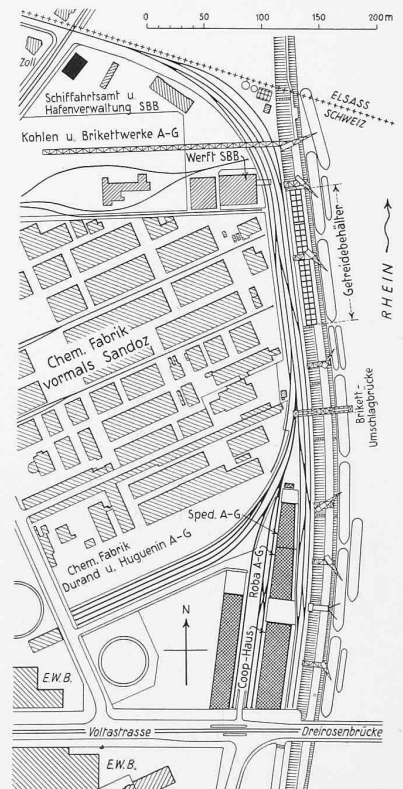 0 50 100 150 200 m
Zoll
ELSASS
SCHWEIZ
Schiffahrtsamt u.
Hafenverwaltung SBB
Kohlen u. Brikettwerke A-G
Werft SBB
Getreidebehälter
RHEIN
Chem. Fabrik
vormals Sandoz
Brikett-
Umschlagbrücke
Sped. A-G
Chem. Fabrik
Durand u. Huguenin A-G
Roba A-G
N
Coop-Haus
E.W.B.
Voltastrasse
Dreirosenbrücke
E.W.B.